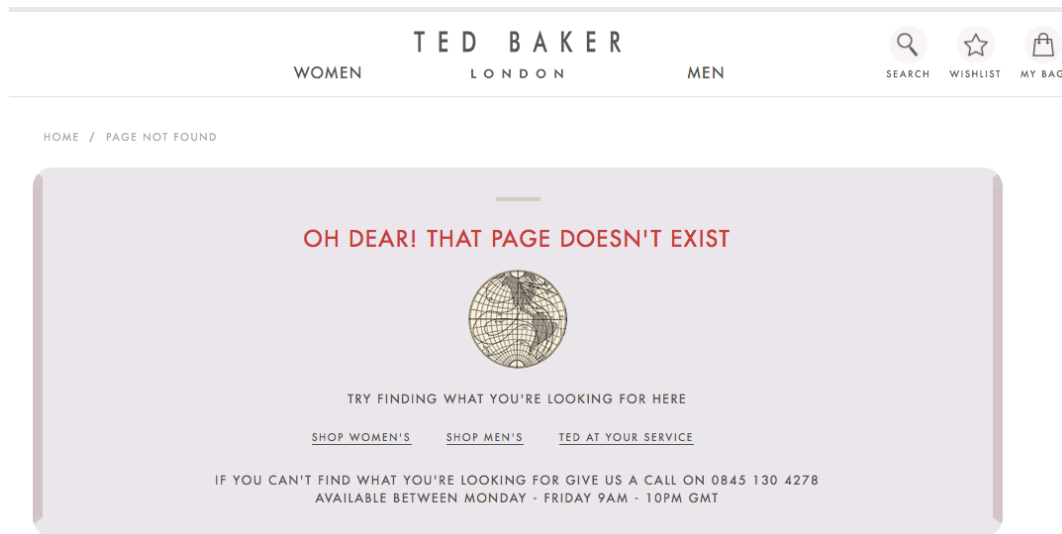 TED BAKER
LONDON
WOMEN
MEN
SEARCH
WISHLIST
MY BAG
HOME / PAGE NOT FOUND
OH DEAR! THAT PAGE DOESN'T EXIST
TRY FINDING WHAT YOU'RE LOOKING FOR HERE
SHOP WOMEN'S SHOP MEN'S TED AT YOUR SERVICE
IF YOU CAN'T FIND WHAT YOU'RE LOOKING FOR GIVE US A CALL ON 0845 130 4278
AVAILABLE BETWEEN MONDAY - FRIDAY 9AM - 10PM GMT